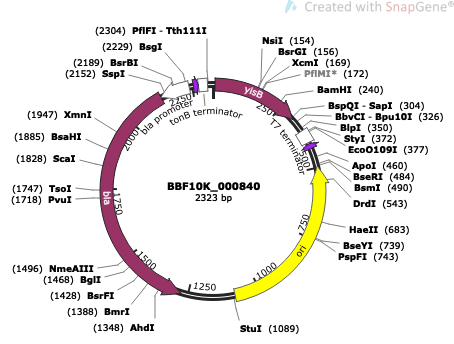 Created with SnapGene®
(2304) PflFI - Tth111I
(2229) BsgI
(2189) BsrBI
(2152) SspI
NsiI (154)
BsrGI (156)
XcmI (169)
PflMI* (172)
BamHI (240)
BspQI - SapI (304)
BbvCI - Bpu10I (326)
BlpI (350)
StyI (372)
EcoO109I (377)
ApoI (460)
BseRI (484)
BsmI (490)
DrdI (543)
HaeII (683)
BseYI (739)
PspFI (743)
StuI (1089)
(1947) XmnI
(1885) BsaHI
(1828) ScaI
(1747) TsoI
(1718) PvuI
(1496) NmeAIII
(1468) BglI
(1428) BsrFI
(1388) BmrI
(1348) AhdI
BBF10K_000840
2323 bp
bla promoter
tonB terminator
T7 terminator
ylsB
bla
ori
250
500
750
1000
1250
1500
1750
2000
2250